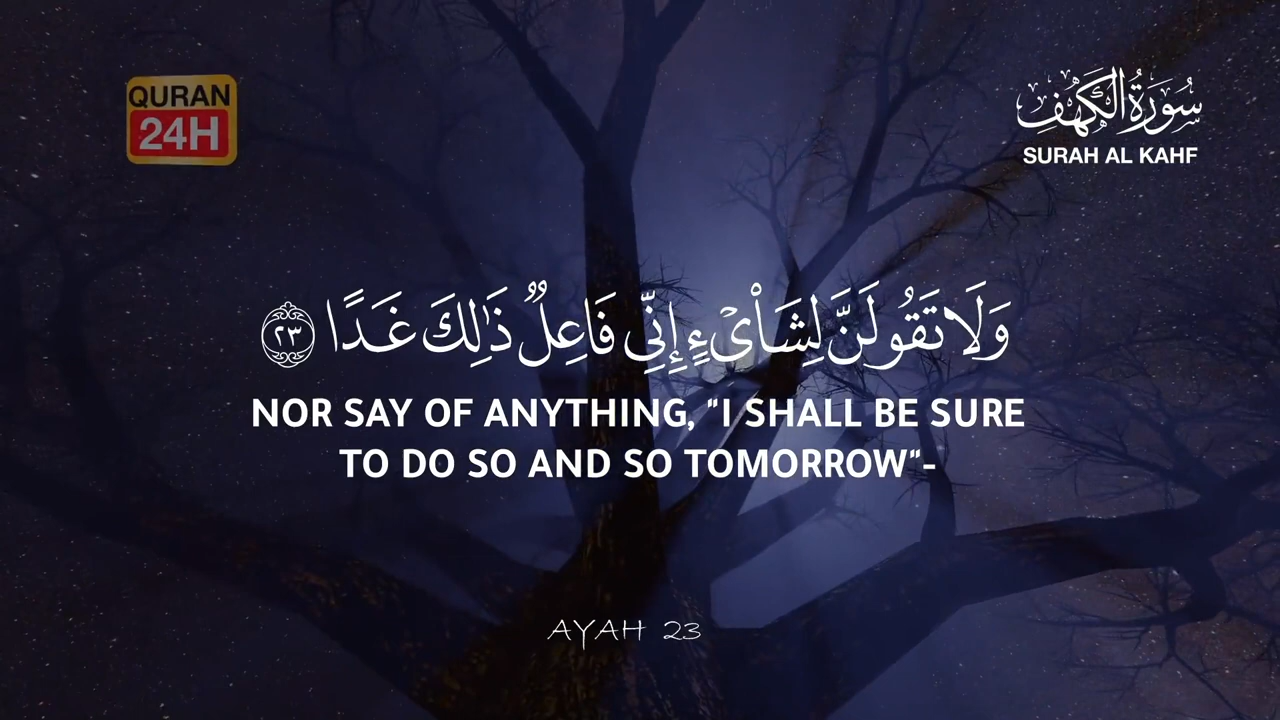 QURAN
24H
سُورَةُ الكَهْفِ
SURAH AL KAHF
وَلَا تَقُولَنَّ لِشَا۟ىْءٍ إِنِّى فَاعِلٌ ذَٰلِكَ غَدًا ٢٣
NOR SAY OF ANYTHING, "I SHALL BE SURE
TO DO SO AND SO TOMORROW"-
AYAH 23